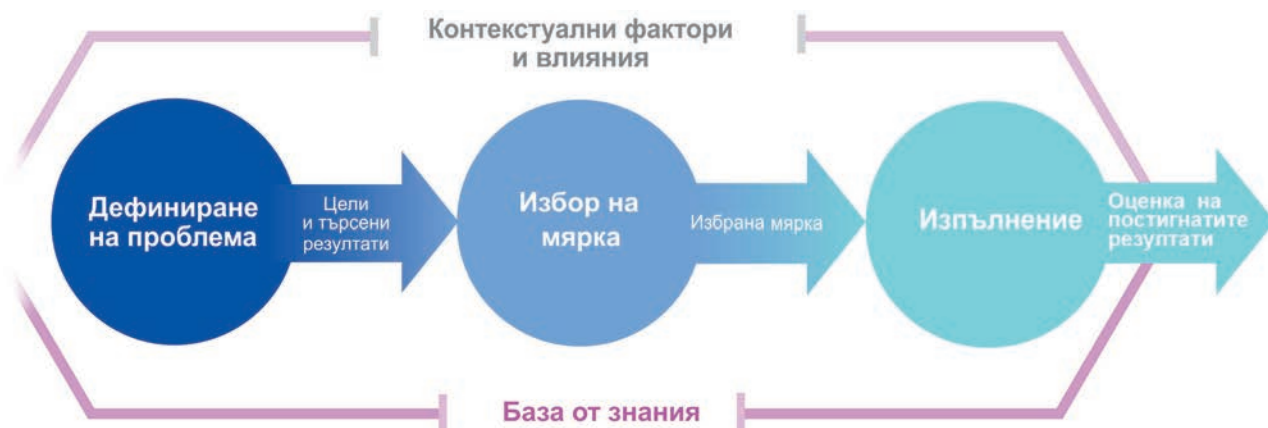 Контекстуални фактори
и влияния
Дефиниране
на проблема
Цели
и търсени
резултати
Избор на
мярка
Избрана мярка
Изпълнение
Оценка на
постигнатите
резултати
База от знания